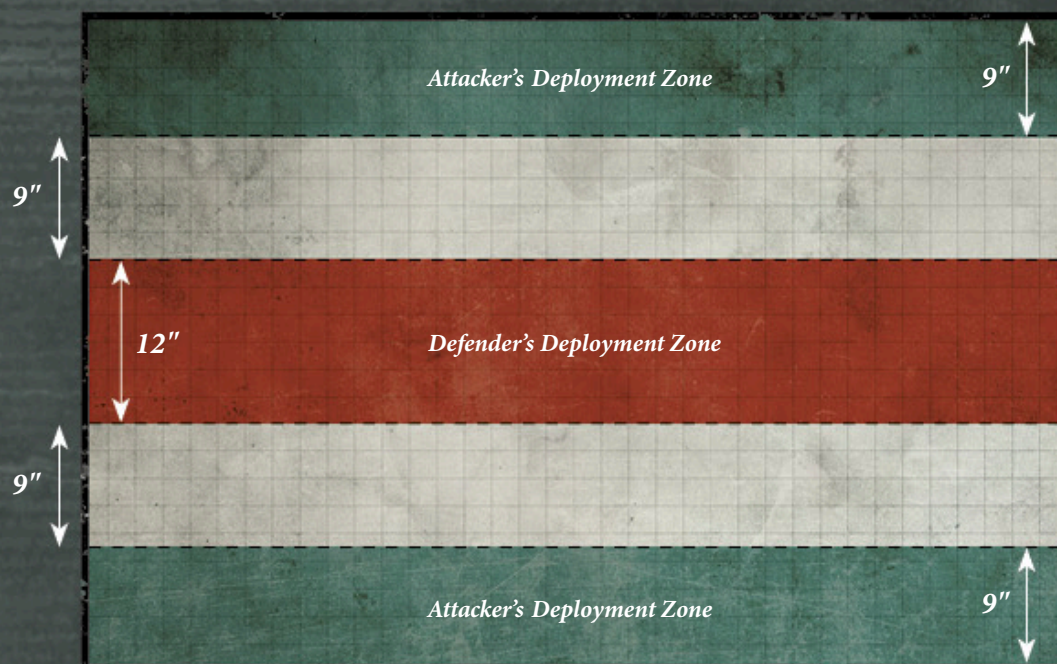 Attacker’s Deployment Zone
9″
9″
12″
Defender’s Deployment Zone
9″
Attacker’s Deployment Zone
9″